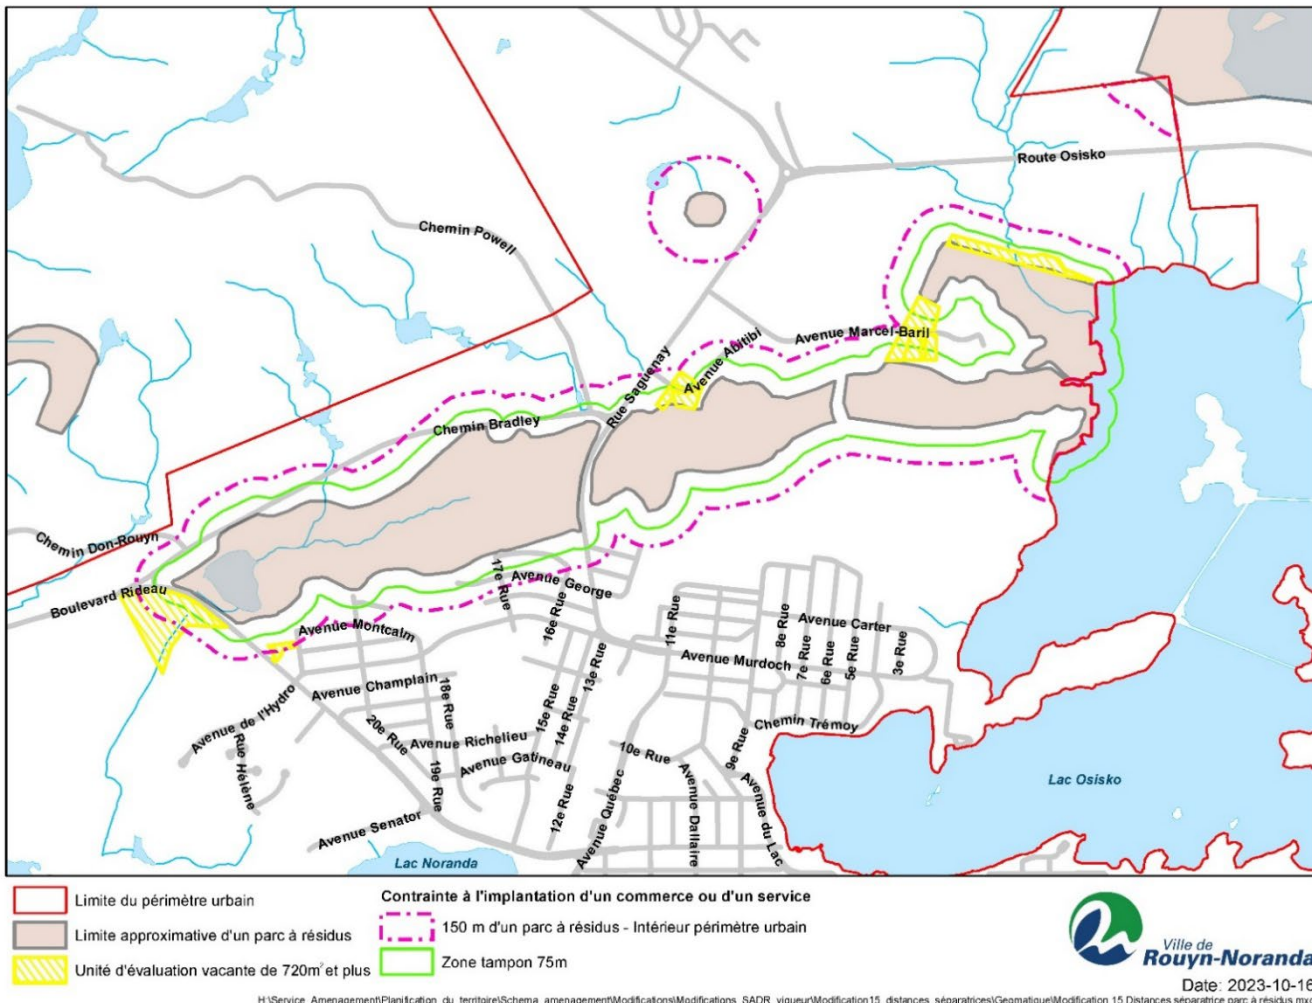 Route Osisko
Chemin Powell
Avenue Marcel-Baril
Avenue Abitibi
Rue Saguenay
Chemin Bradley
Chemin Don-Rouyn
Boulevard Rideau
17e Rue
Avenue George
16e Rue
11e Rue
8e Rue
Avenue Carter
7e Rue
6e Rue
5e Rue
3e Rue
Avenue Montcalm
Avenue Murdoch
13e Rue
Avenue Champlain
18e Rue
15e Rue
14e Rue
Avenue de l'Hydro
20e Rue
Avenue Richelieu
Chemin Trémoy
10e Rue
9e Rue
Rue Hélène
19e Rue
Avenue Gatineau
Lac Osisko
12e Rue
Avenue Québec
Avenue Dallaire
Avenue du Lac
Avenue Senator
Lac Noranda
Limite du périmètre urbain
Limite approximative d'un parc à résidus
Unité d'évaluation vacante de 720m² et plus
Contrainte à l'implantation d'un commerce ou d'un service
150 m d'un parc à résidus - Intérieur périmètre urbain
Zone tampon 75m
Ville de
Rouyn-Noranda